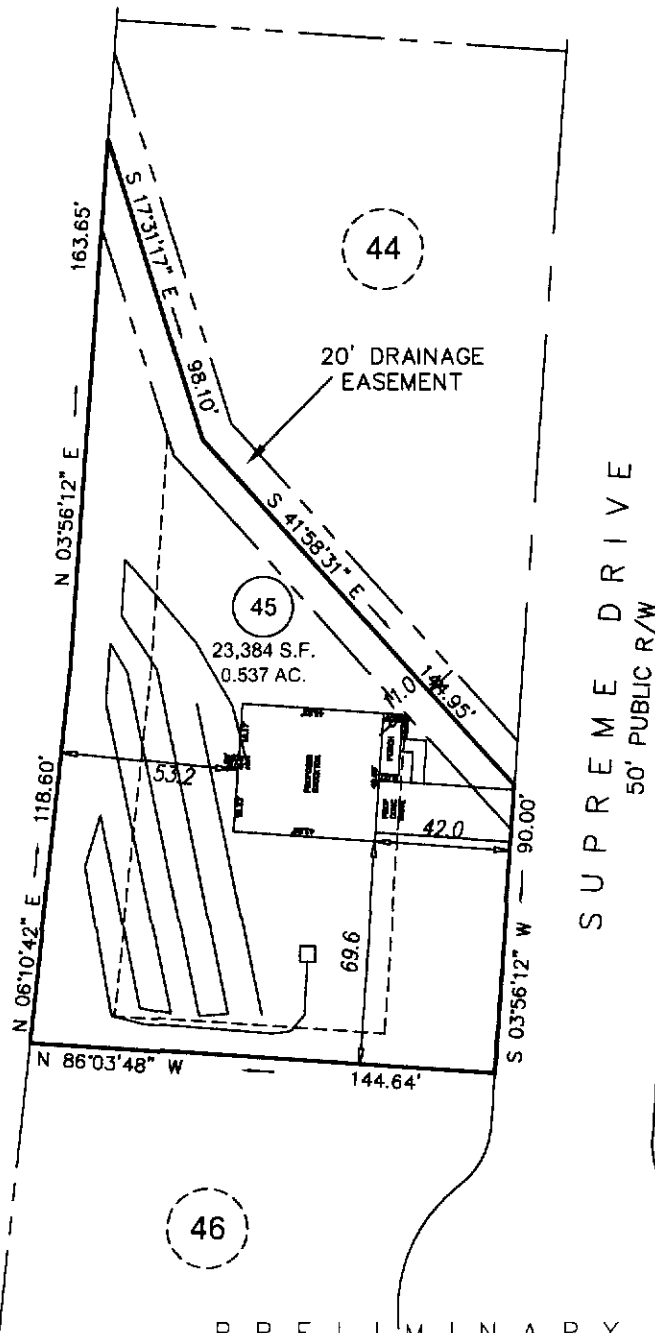 S 17°31'17" E
98.10'
163.65'
44
20' DRAINAGE
EASEMENT
N 03°56'12" E
S 41°58'31" E
144.95'
SUPREME DRIVE
50' PUBLIC R/W
45
23,384 S.F.
0.537 AC.
11.0
PORCH
53.2
42.0
118.60'
90.00'
69.6
N 06°10'42" E
S 03°56'12" W
N 86°03'48" W
144.64'
46
PRELIMINARY